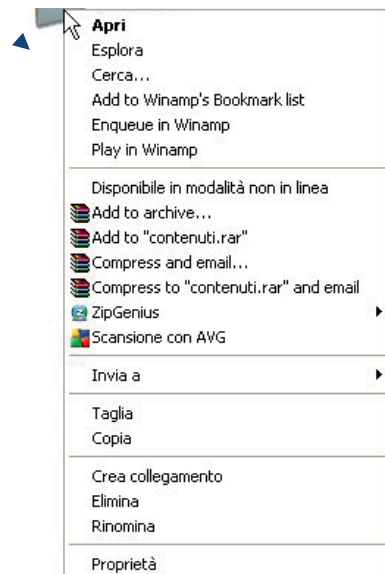 Apri
Esplora
Cerca...
Add to Winamp's Bookmark list
Enqueue in Winamp
Play in Winamp
Disponibile in modalità non in linea
Add to archive...
Add to "contenuti.rar"
Compress and email...
Compress to "contenuti.rar" and email
ZipGenius
Scansione con AVG
Invia a
Taglia
Copia
Crea collegamento
Elimina
Rinomina
Proprietà